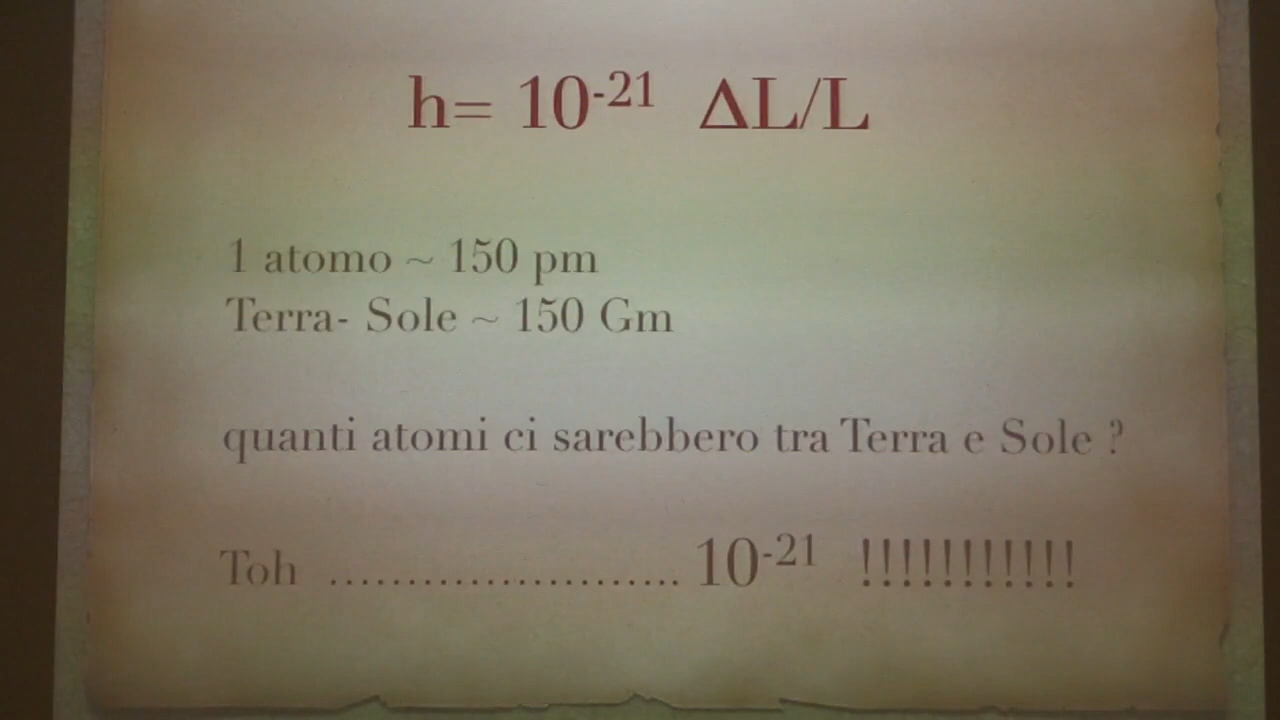 h= 10⁻²¹ ΔL/L
1 atomo ~ 150 pm
Terra- Sole ~ 150 Gm
quanti atomi ci sarebbero tra Terra e Sole ?
Toh ....................... 10⁻²¹ !!!!!!!!!!!